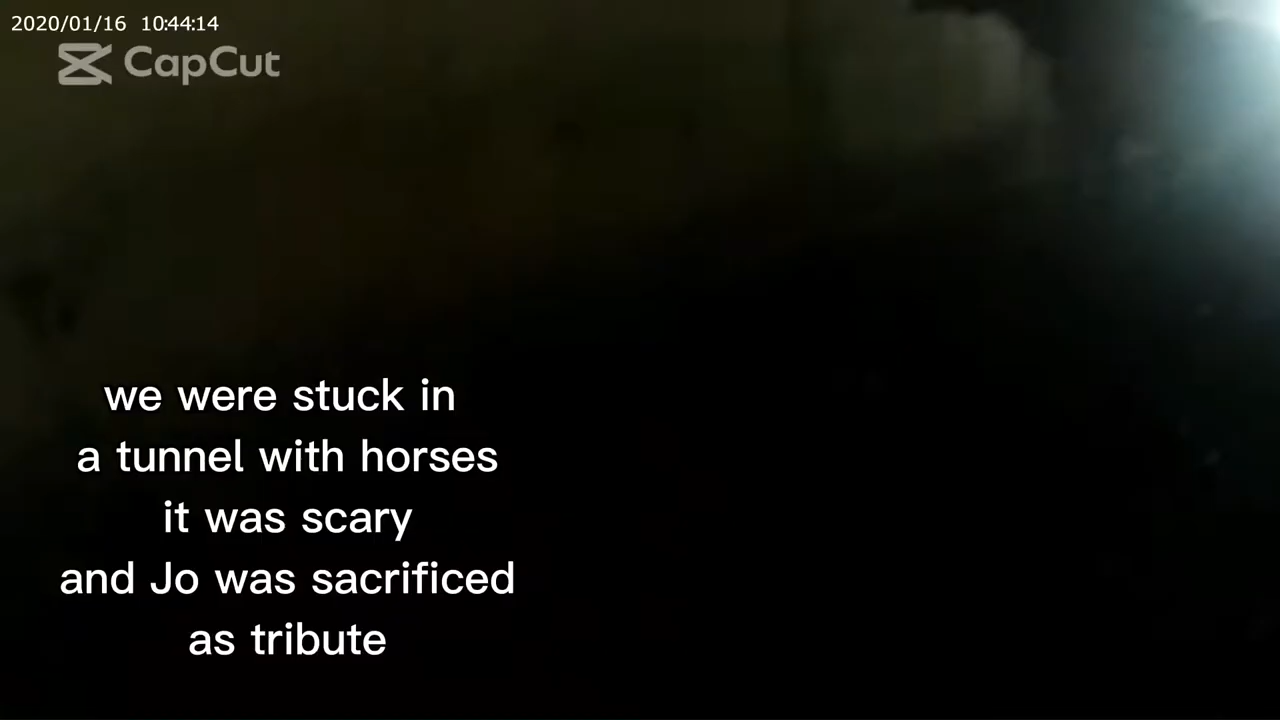 2020/01/16 10:44:14
CapCut
we were stuck in
a tunnel with horses
it was scary
and Jo was sacrificed
as tribute